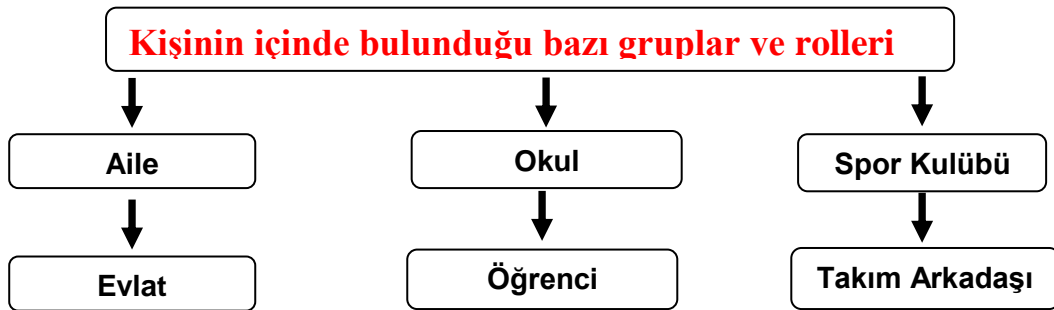 Kişinin içinde bulunduğu bazı gruplar ve rolleri
Aile
Okul
Spor Kulübü
Evlat
Öğrenci
Takım Arkadaşı